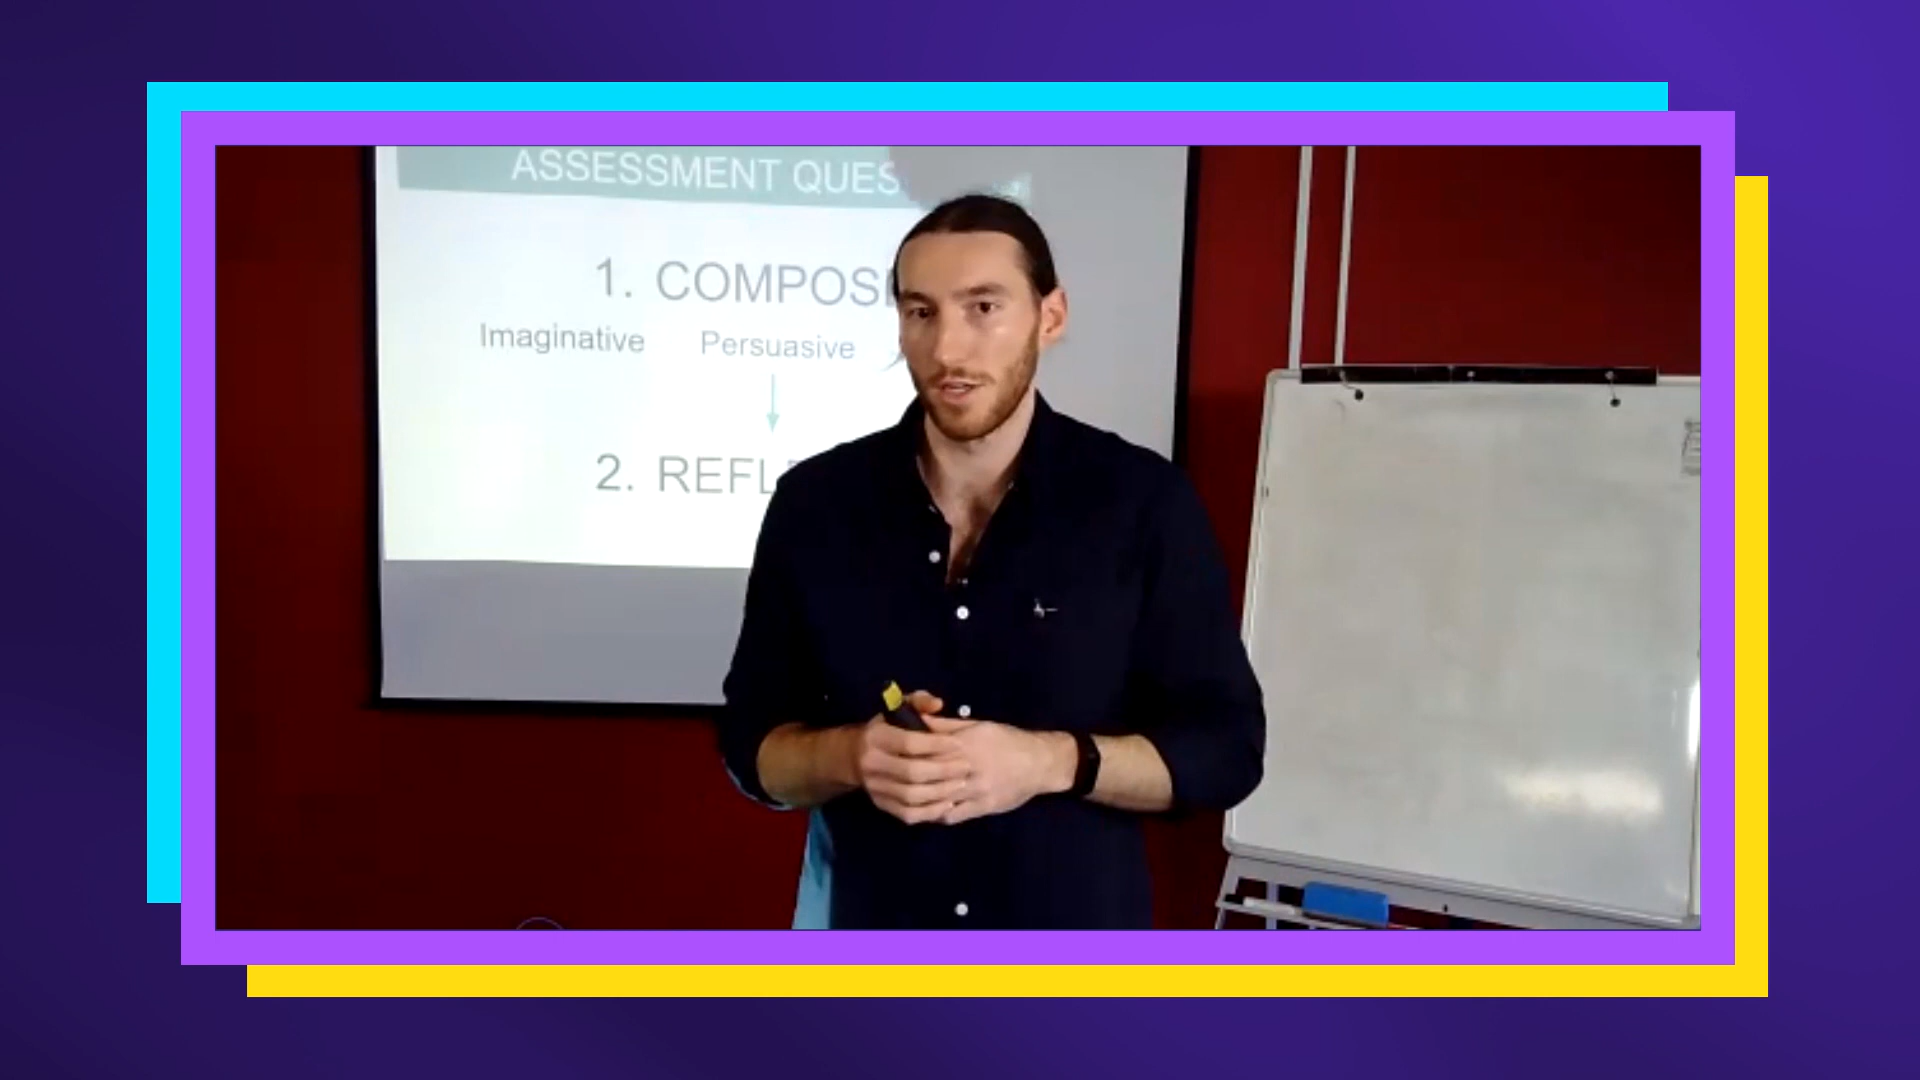 ASSESSMENT QUES
1. COMPOS
Imaginative Persuasive
2. REFL